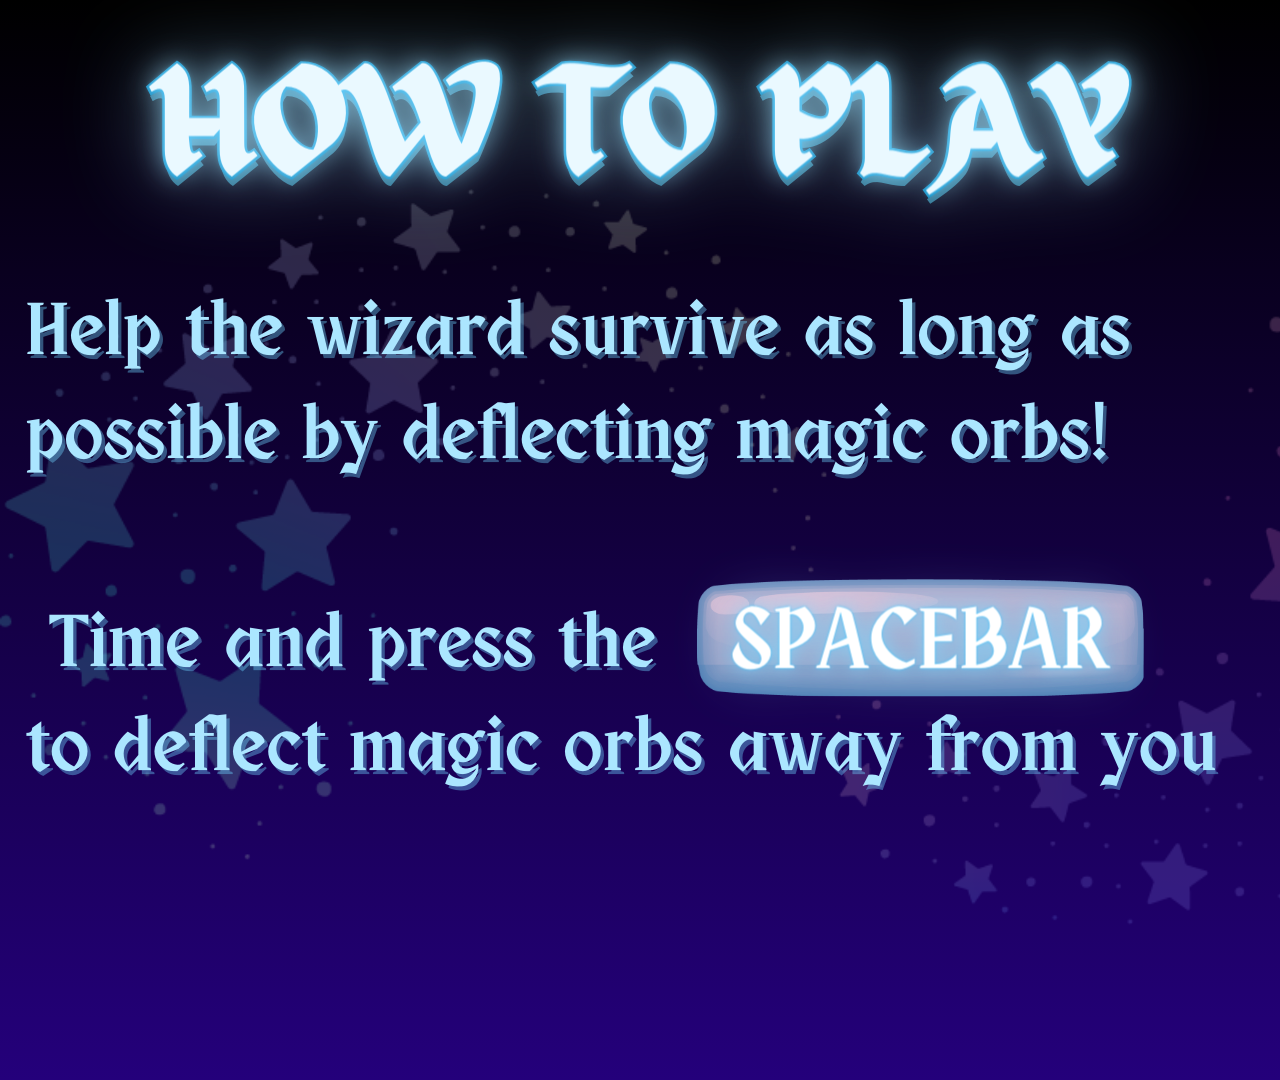 HOW TO PLAY
Help the wizard survive as long as
possible by deflecting magic orbs!
Time and press the SPACEBAR
to deflect magic orbs away from you